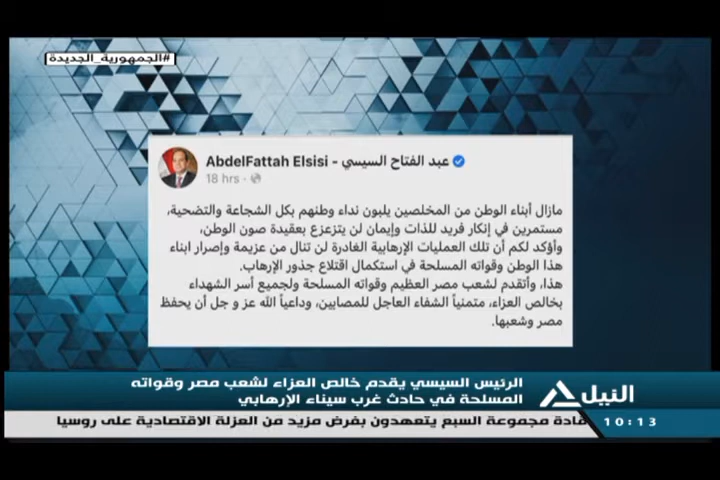 #الجمهورية_الجديدة
AbdelFattah Elsisi - عبد الفتاح السيسي
18 hrs ·
مازال أبناء الوطن من المخلصين يلبون نداء وطنهم بكل الشجاعة والتضحية،
مستمرين في إنكار فريد للذات وإيمان لن يتزعزع بعقيدة صون الوطن،
وأؤكد لكم أن تلك العمليات الإرهابية الغادرة لن تنال من عزيمة وإصرار ابناء
هذا الوطن وقواته المسلحة في استكمال اقتلاع جذور الإرهاب.
هذا، وأتقدم لشعب مصر العظيم وقواته المسلحة ولجميع أسر الشهداء
بخالص العزاء، متمنياً الشفاء العاجل للمصابين، وداعياً الله عز و جل أن يحفظ
مصر وشعبها.
الرئيس السيسي يقدم خالص العزاء لشعب مصر وقواته
المسلحة في حادث غرب سيناء الإرهابي
النيل
قادة مجموعة السبع يتعهدون بفرض مزيد من العزلة الاقتصادية على روسيا
10:13